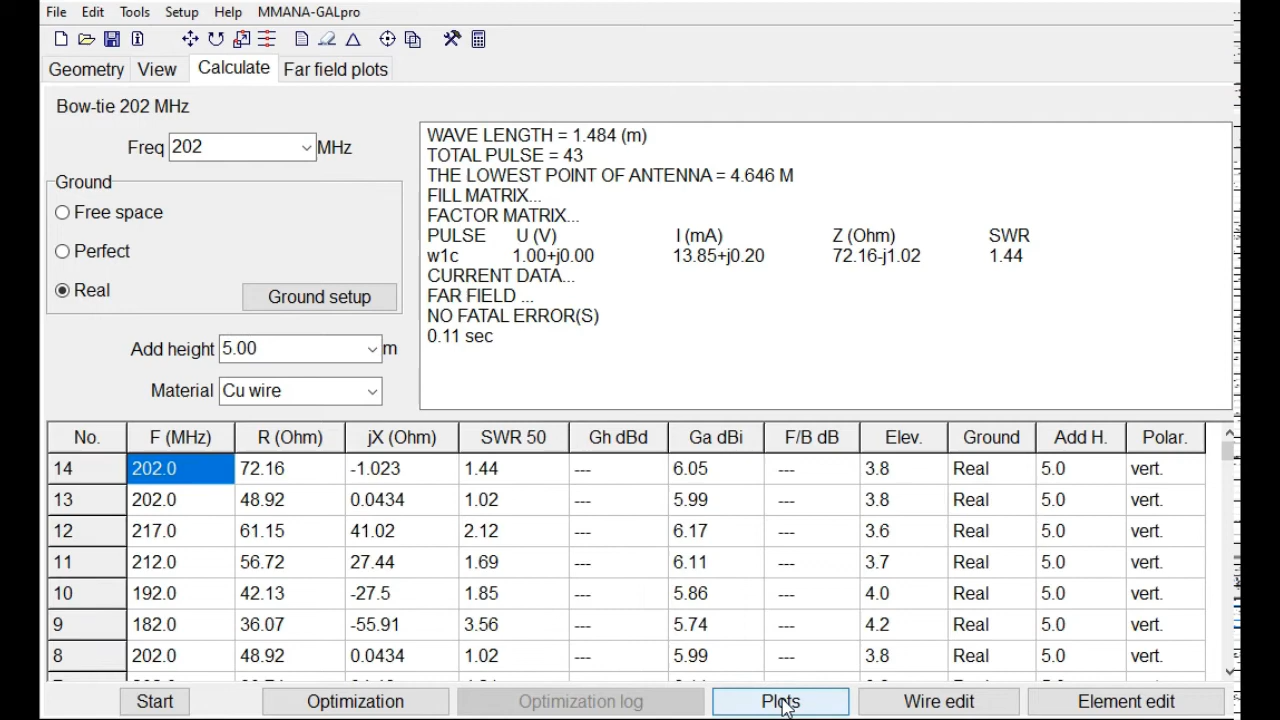 File Edit Tools Setup Help MMANA-GALpro
Geometry View Calculate Far field plots
Bow-tie 202 MHz
Freq 202 MHz
Ground
Free space
Perfect
Real
Ground setup
Add height 5.00 m
Material Cu wire
WAVE LENGTH = 1.484 (m)
TOTAL PULSE = 43
THE LOWEST POINT OF ANTENNA = 4.646 M
FILL MATRIX...
FACTOR MATRIX...
PULSE U (V) I (mA) Z (Ohm) SWR
w1c 1.00+j0.00 13.85+j0.20 72.16-j1.02 1.44
CURRENT DATA...
FAR FIELD ...
NO FATAL ERROR(S)
0.11 sec
No. F (MHz) R (Ohm) jX (Ohm) SWR 50 Gh dBd Ga dBi F/B dB Elev. Ground Add H. Polar.
14 202.0 72.16 -1.023 1.44 --- 6.05 --- 3.8 Real 5.0 vert.
13 202.0 48.92 0.0434 1.02 --- 5.99 --- 3.8 Real 5.0 vert.
12 217.0 61.15 41.02 2.12 --- 6.17 --- 3.6 Real 5.0 vert.
11 212.0 56.72 27.44 1.69 --- 6.11 --- 3.7 Real 5.0 vert.
10 192.0 42.13 -27.5 1.85 --- 5.86 --- 4.0 Real 5.0 vert.
9 182.0 36.07 -55.91 3.56 --- 5.74 --- 4.2 Real 5.0 vert.
8 202.0 48.92 0.0434 1.02 --- 5.99 --- 3.8 Real 5.0 vert.
Start Optimization Optimization log Plots Wire edit Element edit